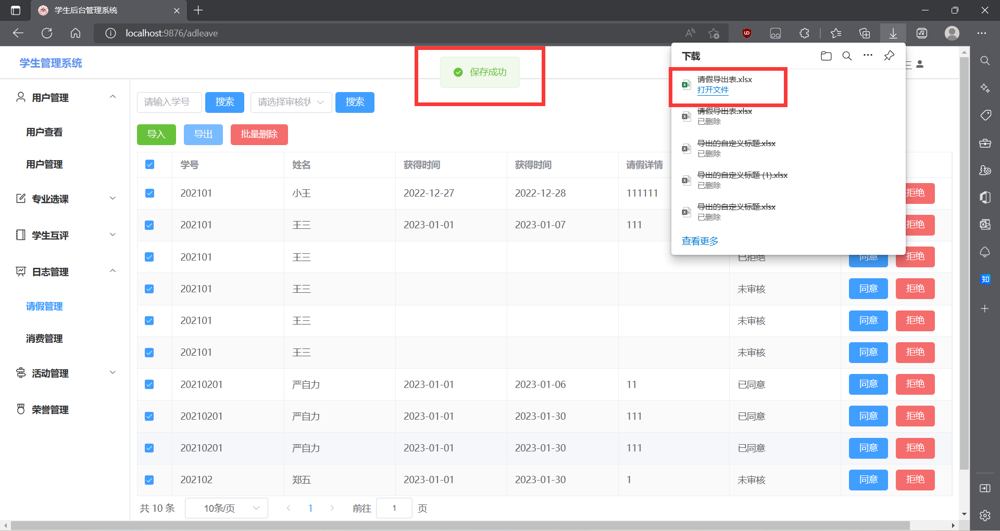 学生后台管理系统
localhost:9876/adleave
学生管理系统
保存成功
下载
请假导出表.xlsx
打开文件
请假导出表.xlsx
已删除
导出的自定义标题.xlsx
已删除
导出的自定义标题 (1).xlsx
已删除
导出的自定义标题.xlsx
已删除
查看更多
用户管理
用户查看
用户管理
专业选课
学生互评
日志管理
请假管理
消费管理
活动管理
荣誉管理
请输入学号 搜索 请选择审核状 搜索
导入 导出 批量删除
学号 姓名 获得时间 获得时间 请假详情
202101 小王 2022-12-27 2022-12-28 111111 拒绝
202101 王三 2023-01-01 2023-01-07 111 拒绝
202101 王三 已拒绝 同意 拒绝
202101 王三 未审核 同意 拒绝
202101 王三 未审核 同意 拒绝
202101 王三 未审核 同意 拒绝
20210201 严自力 2023-01-01 2023-01-06 11 已同意 同意 拒绝
20210201 严自力 2023-01-01 2023-01-30 111 已同意 同意 拒绝
20210201 严自力 2023-01-01 2023-01-30 111 已同意 同意 拒绝
202102 郑五 2023-01-01 2023-01-30 1 未审核 同意 拒绝
共 10 条 10条/页 1 前往 1 页
知